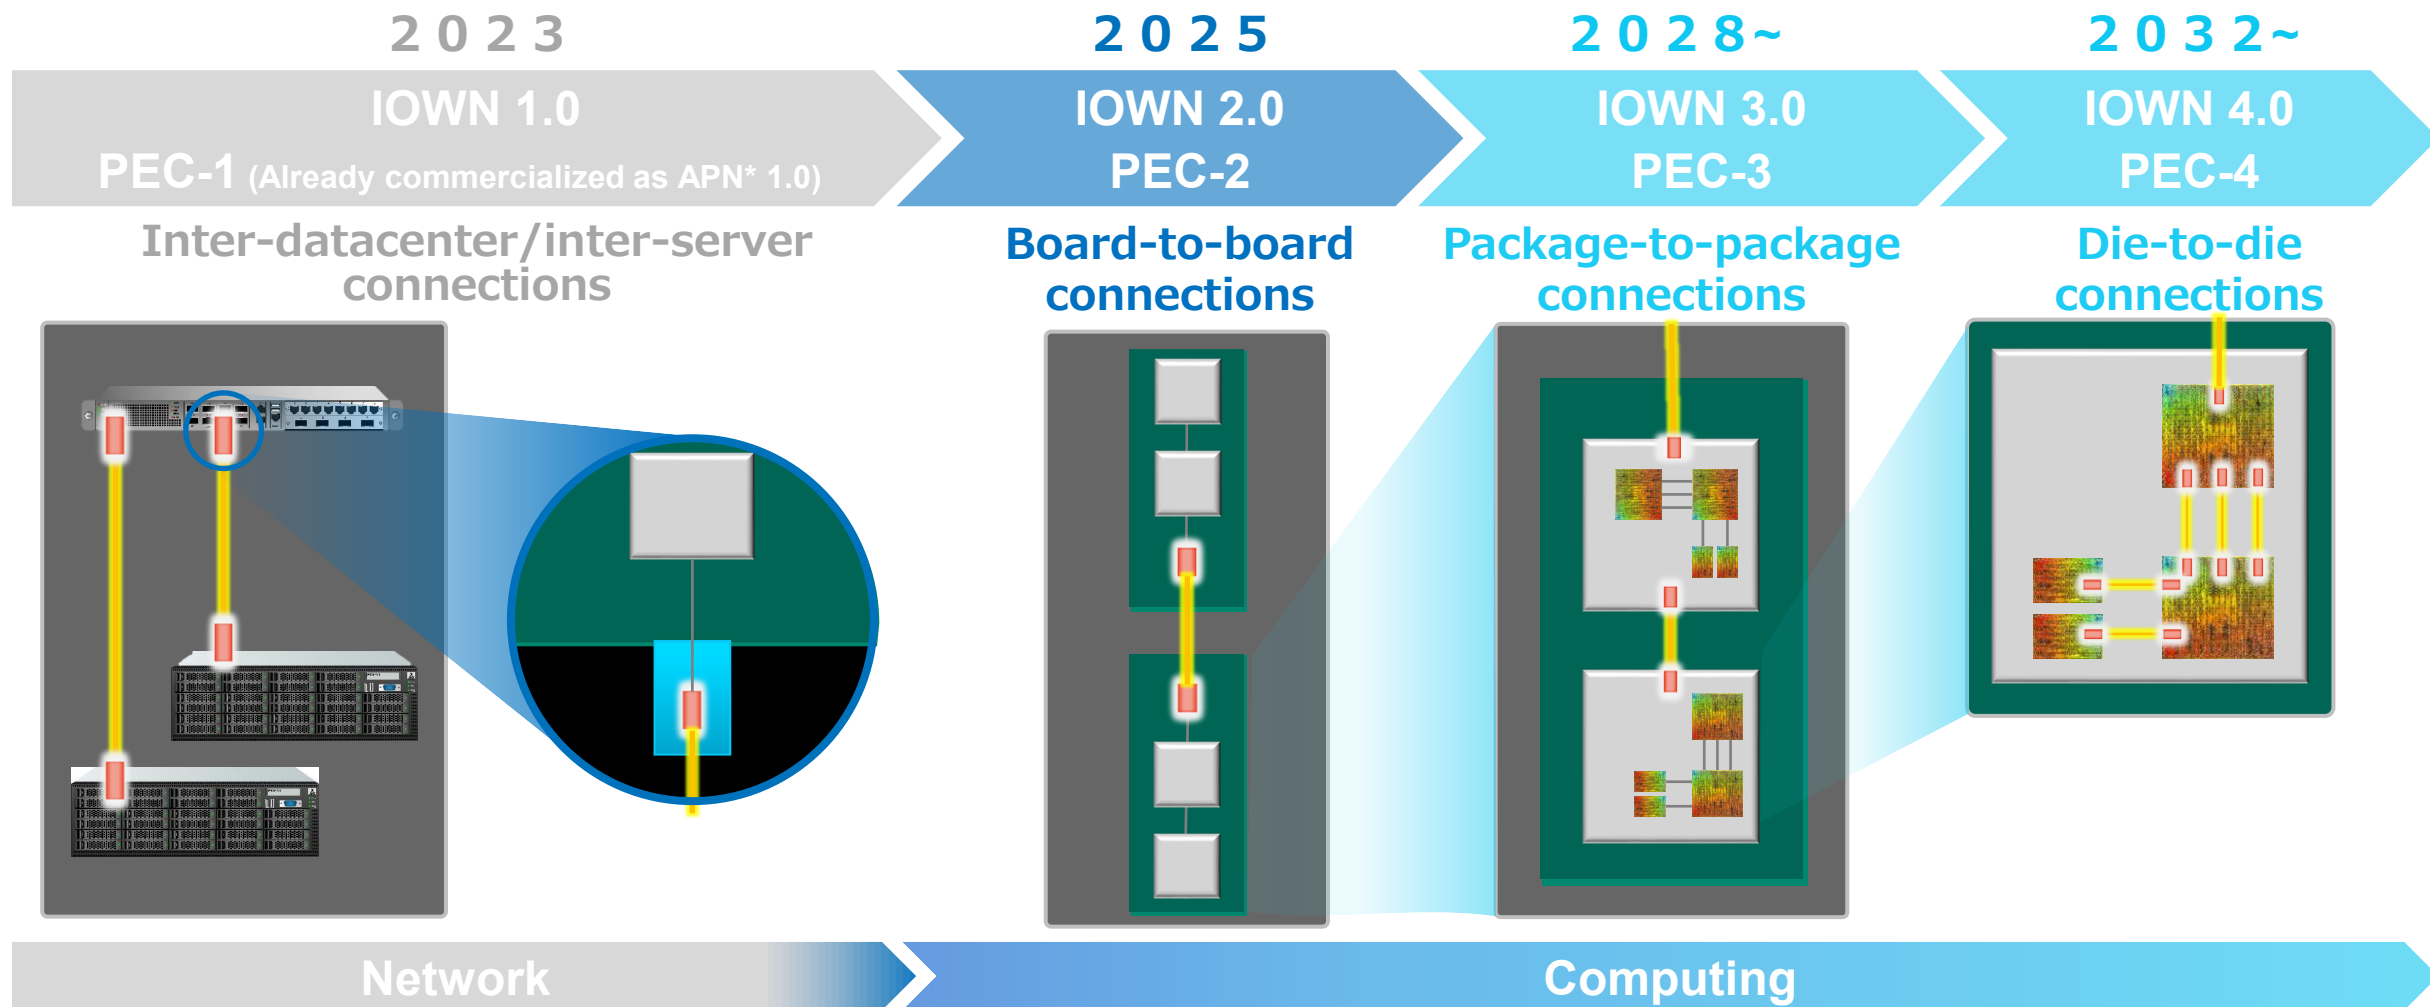 2023
2025
2028~
2032~
IOWN 1.0
PEC-1 (Already commercialized as APN* 1.0)
IOWN 2.0
PEC-2
IOWN 3.0
PEC-3
IOWN 4.0
PEC-4
Inter-datacenter/inter-server
connections
Board-to-board
connections
Package-to-package
connections
Die-to-die
connections
Network
Computing